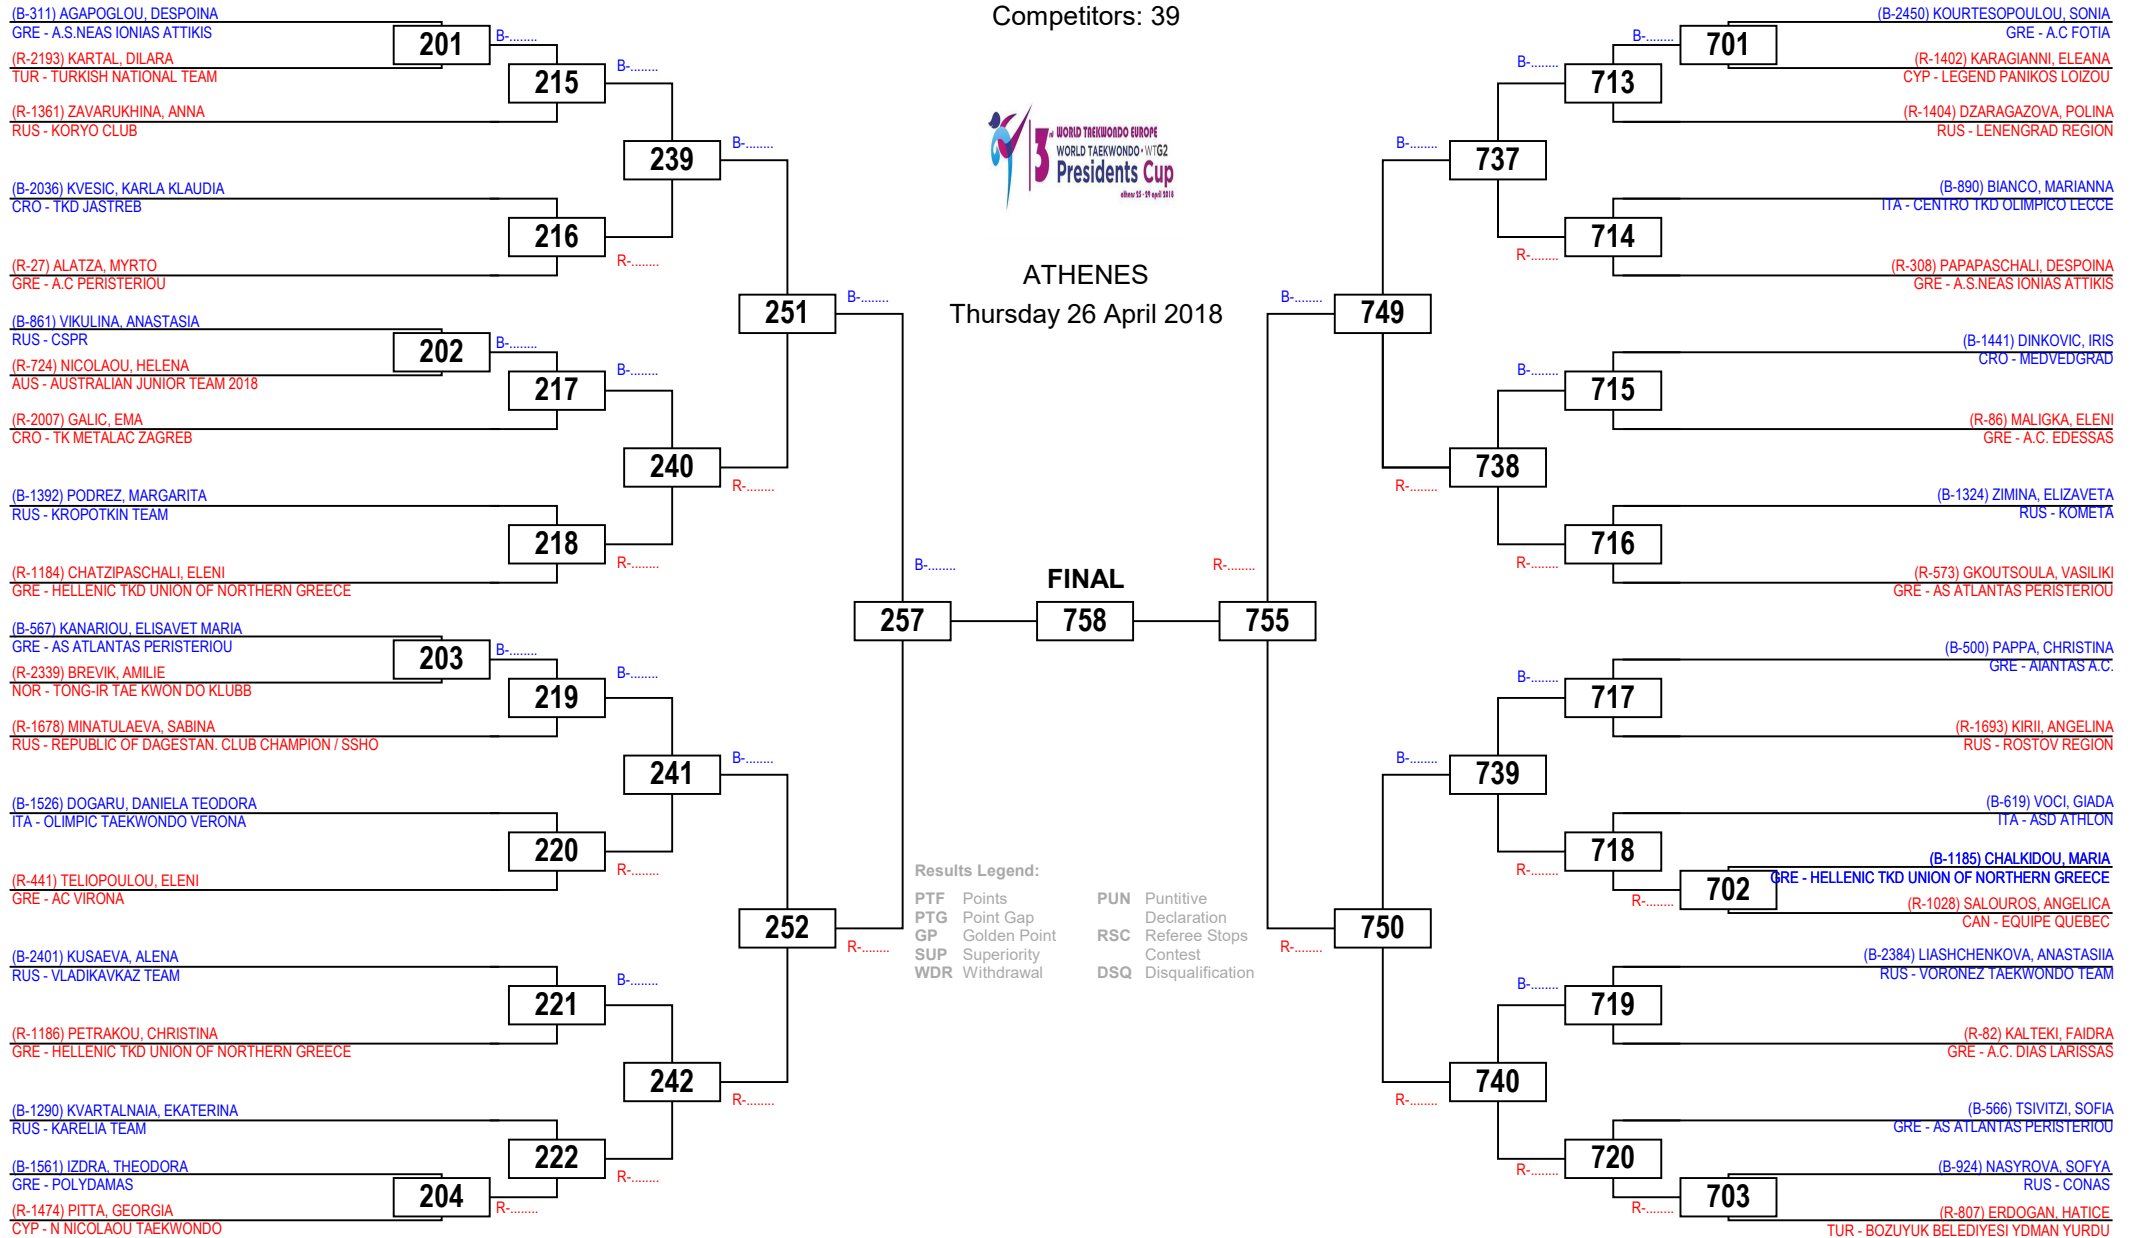 Competitors: 39
3rd WORLD TAEKWONDO EUROPE
WORLD TAEKWONDO • WTG2
Presidents Cup
athens 25 - 29 april 2018
ATHENES
Thursday 26 April 2018
(B-311) AGAPOGLOU, DESPOINA
GRE - A.S.NEAS IONIAS ATTIKIS
201
B-........
(R-2193) KARTAL, DILARA
TUR - TURKISH NATIONAL TEAM
215
B-........
(R-1361) ZAVARUKHINA, ANNA
RUS - KORYO CLUB
239
B-........
(B-2036) KVESIC, KARLA KLAUDIA
CRO - TKD JASTREB
216
R-........
(R-27) ALATZA, MYRTO
GRE - A.C PERISTERIOU
251
B-........
(B-861) VIKULINA, ANASTASIA
RUS - CSPR
202
B-........
(R-724) NICOLAOU, HELENA
AUS - AUSTRALIAN JUNIOR TEAM 2018
217
B-........
(R-2007) GALIC, EMA
CRO - TK METALAC ZAGREB
240
R-........
(B-1392) PODREZ, MARGARITA
RUS - KROPOTKIN TEAM
218
R-........
(R-1184) CHATZIPASCHALI, ELENI
GRE - HELLENIC TKD UNION OF NORTHERN GREECE
257
B-........
(B-567) KANARIOU, ELISAVET MARIA
GRE - AS ATLANTAS PERISTERIOU
203
B-........
(R-2339) BREVIK, AMILIE
NOR - TONG-IR TAE KWON DO KLUBB
219
B-........
(R-1678) MINATULAEVA, SABINA
RUS - REPUBLIC OF DAGESTAN. CLUB CHAMPION / SSHO
241
B-........
(B-1526) DOGARU, DANIELA TEODORA
ITA - OLIMPIC TAEKWONDO VERONA
220
R-........
(R-441) TELIOPOULOU, ELENI
GRE - AC VIRONA
252
R-........
(B-2401) KUSAEVA, ALENA
RUS - VLADIKAVKAZ TEAM
221
B-........
(R-1186) PETRAKOU, CHRISTINA
GRE - HELLENIC TKD UNION OF NORTHERN GREECE
242
R-........
(B-1290) KVARTALNAIA, EKATERINA
RUS - KARELIA TEAM
222
R-........
(B-1561) IZDRA, THEODORA
GRE - POLYDAMAS
204
R-........
(R-1474) PITTA, GEORGIA
CYP - N NICOLAOU TAEKWONDO
FINAL
758
Results Legend:
PTF Points
PTG Point Gap
GP Golden Point
SUP Superiority
WDR Withdrawal
PUN Puntitive
Declaration
RSC Referee Stops
Contest
DSQ Disqualification
(B-2450) KOURTESOPOULOU, SONIA
GRE - A.C FOTIA
B-........
701
(R-1402) KARAGIANNI, ELEANA
CYP - LEGEND PANIKOS LOIZOU
B-........
713
(R-1404) DZARAGAZOVA, POLINA
RUS - LENENGRAD REGION
B-........
737
(B-890) BIANCO, MARIANNA
ITA - CENTRO TKD OLIMPICO LECCE
R-........
714
(R-308) PAPAPASCHALI, DESPOINA
GRE - A.S.NEAS IONIAS ATTIKIS
B-........
749
(B-1441) DINKOVIC, IRIS
CRO - MEDVEDGRAD
B-........
715
(R-86) MALIGKA, ELENI
GRE - A.C. EDESSAS
R-........
738
(B-1324) ZIMINA, ELIZAVETA
RUS - KOMETA
R-........
716
(R-573) GKOUTSOULA, VASILIKI
GRE - AS ATLANTAS PERISTERIOU
R-........
755
(B-500) PAPPA, CHRISTINA
GRE - AIANTAS A.C.
B-........
717
(R-1693) KIRII, ANGELINA
RUS - ROSTOV REGION
B-........
739
(B-619) VOCI, GIADA
ITA - ASD ATHLON
R-........
718
(B-1185) CHALKIDOU, MARIA
GRE - HELLENIC TKD UNION OF NORTHERN GREECE
R-........
702
(R-1028) SALOUROS, ANGELICA
CAN - EQUIPE QUEBEC
R-........
750
(B-2384) LIASHCHENKOVA, ANASTASIIA
RUS - VORONEZ TAEKWONDO TEAM
B-........
719
(R-82) KALTEKI, FAIDRA
GRE - A.C. DIAS LARISSAS
R-........
740
(B-566) TSIVITZI, SOFIA
GRE - AS ATLANTAS PERISTERIOU
R-........
720
(B-924) NASYROVA, SOFYA
RUS - CONAS
R-........
703
(R-807) ERDOGAN, HATICE
TUR - BOZUYUK BELEDIYESI YDMAN YURDU